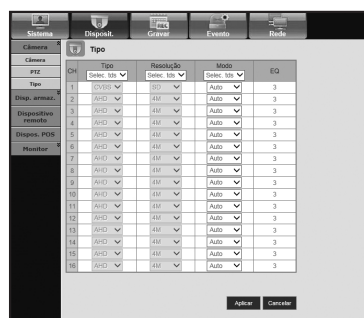 Sistema Disposit. Gravar Evento Rede
REC
Câmera
Câmera
PTZ
Tipo
Disp. armaz.
Dispositivo remoto
Dispos. POS
Monitor
Tipo
CH Tipo Resolução Modo EQ
Selec. tds Selec. tds Selec. tds
1 CVBS SD Auto 3
2 AHD 4M Auto 3
3 AHD 4M Auto 3
4 AHD 4M Auto 3
5 AHD 4M Auto 3
6 AHD 4M Auto 3
7 AHD 4M Auto 3
8 AHD 4M Auto 3
9 AHD 4M Auto 3
10 AHD 4M Auto 3
11 AHD 4M Auto 3
12 AHD 4M Auto 3
13 AHD 4M Auto 3
14 AHD 4M Auto 3
15 AHD 4M Auto 3
16 AHD 4M Auto 3
Aplicar Cancelar